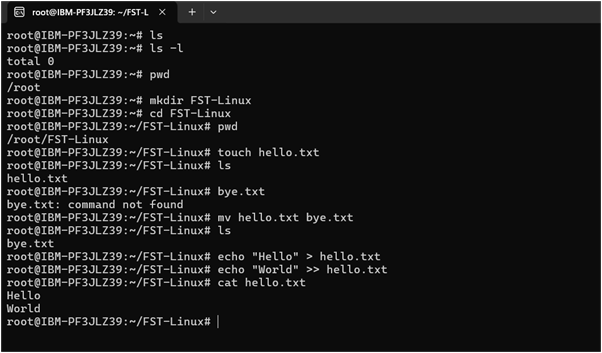 root@IBM-PF3JLZ39: ~/FST-L
root@IBM-PF3JLZ39:~# ls
root@IBM-PF3JLZ39:~# ls -l
total 0
root@IBM-PF3JLZ39:~# pwd
/root
root@IBM-PF3JLZ39:~# mkdir FST-Linux
root@IBM-PF3JLZ39:~# cd FST-Linux
root@IBM-PF3JLZ39:~/FST-Linux# pwd
/root/FST-Linux
root@IBM-PF3JLZ39:~/FST-Linux# touch hello.txt
root@IBM-PF3JLZ39:~/FST-Linux# ls
hello.txt
root@IBM-PF3JLZ39:~/FST-Linux# bye.txt
bye.txt: command not found
root@IBM-PF3JLZ39:~/FST-Linux# mv hello.txt bye.txt
root@IBM-PF3JLZ39:~/FST-Linux# ls
bye.txt
root@IBM-PF3JLZ39:~/FST-Linux# echo "Hello" > hello.txt
root@IBM-PF3JLZ39:~/FST-Linux# echo "World" >> hello.txt
root@IBM-PF3JLZ39:~/FST-Linux# cat hello.txt
Hello
World
root@IBM-PF3JLZ39:~/FST-Linux#